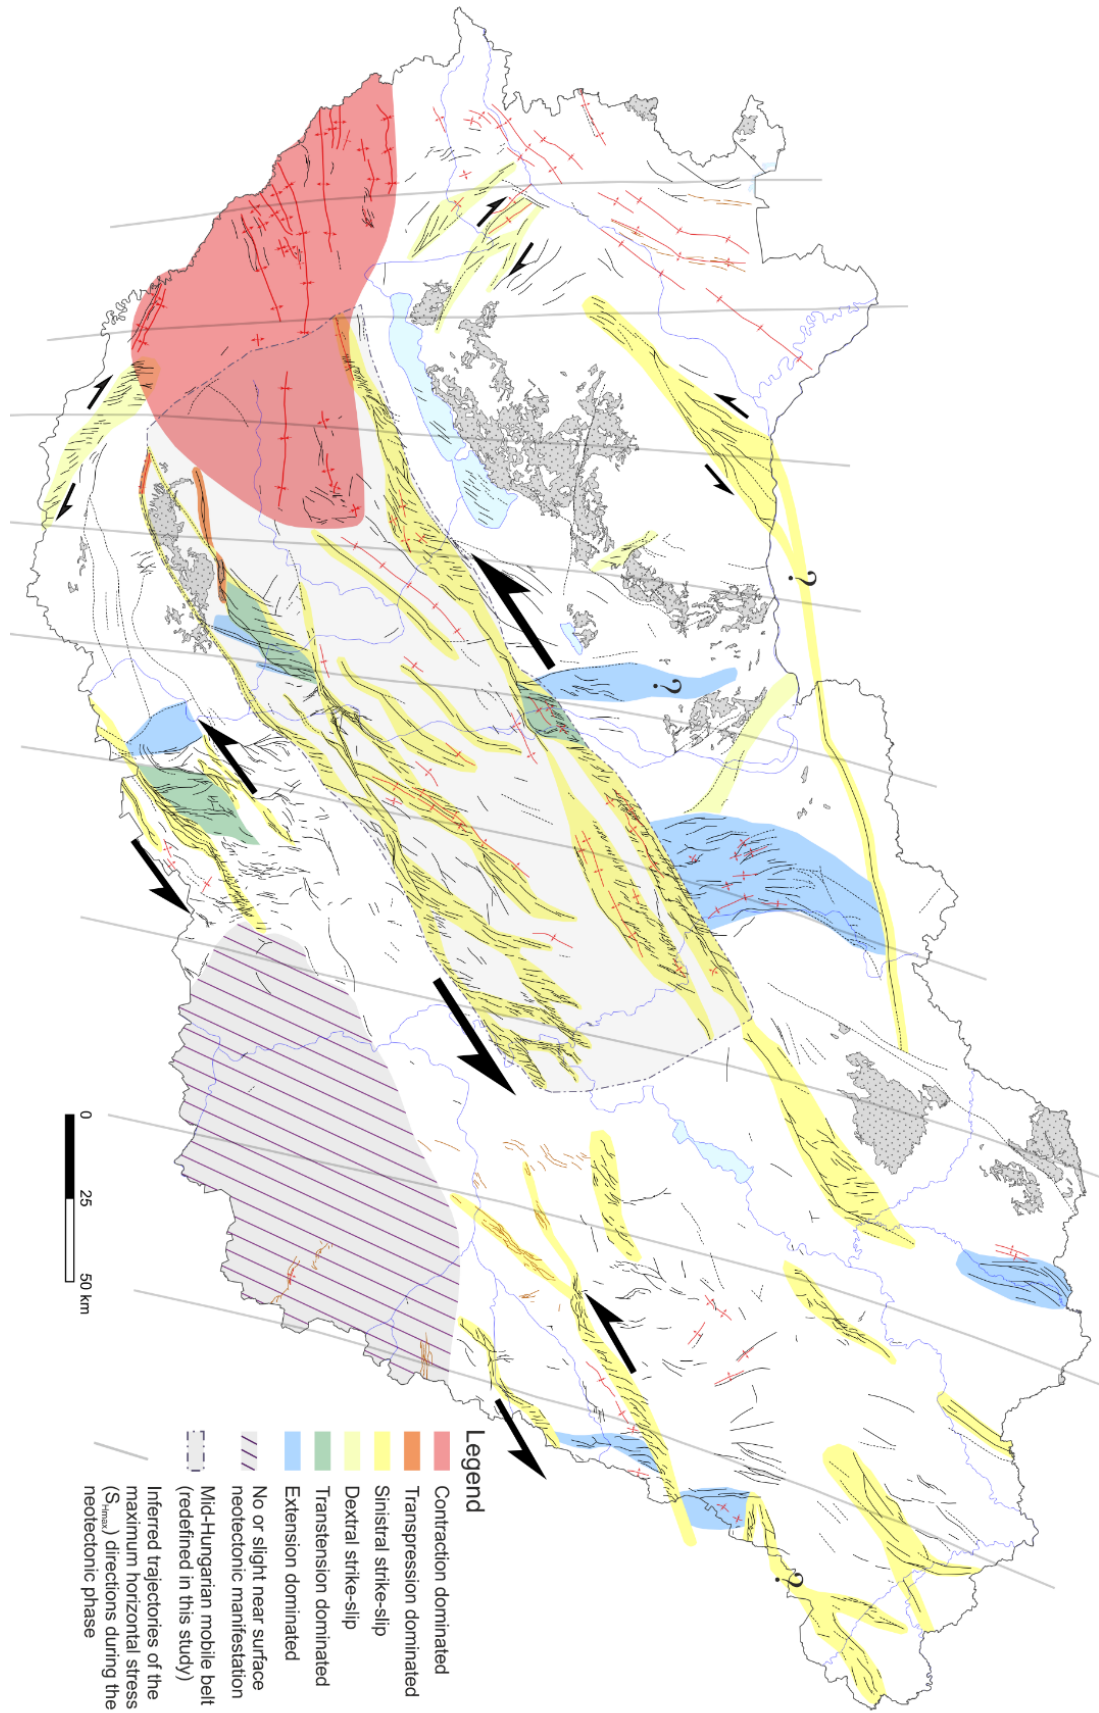 ?
?
?
0
25
50 km
Legend
Contraction dominated
Transpression dominated
Sinistral strike-slip
Dextral strike-slip
Transtension dominated
Extension dominated
No or slight near surface
neotectonic manifestation
Mid-Hungarian mobile belt
(redefined in this study)
Inferred trajectories of the
maximum horizontal stress
(SHmax) directions during the
neotectonic phase